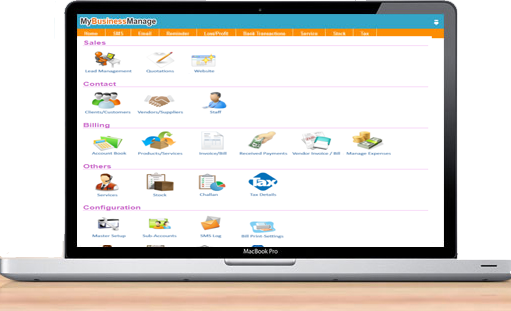 MyBusinessManage
Home SMS Email Reminder Loss/Profit Bank Transactions Service Stock Tax
Sales
Lead Management Quotations Website
Contact
Clients/Customers Vendors/Suppliers Staff
Billing
Account Book Products/Services Invoice/Bill Received Payments Vendor Invoice / Bill Manage Expenses
Others
Services Stock Challan Tax Details
Tax
Configuration
Master Setup Sub Accounts SMS Log Bill Print Settings
MacBook Pro